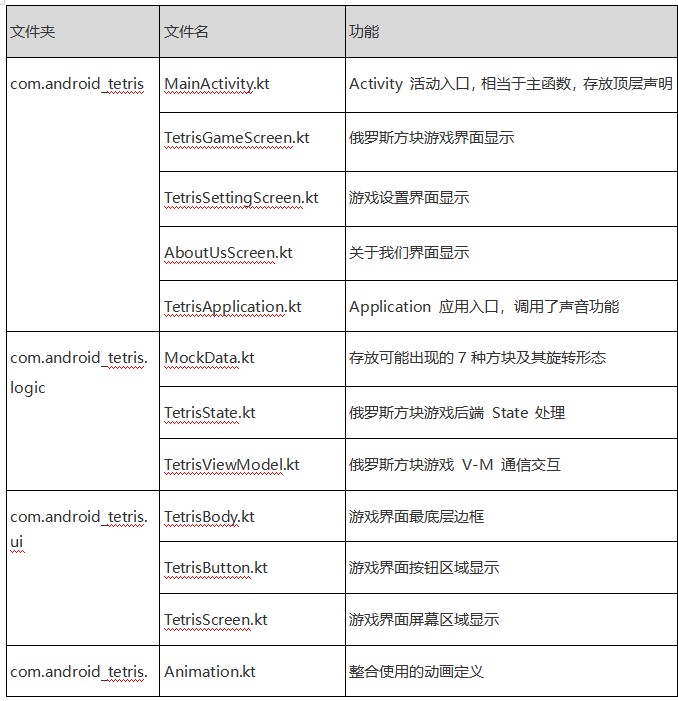 文件夹 文件名 功能
com.android_tetris MainActivity.kt Activity 活动入口，相当于主函数，存放顶层声明
TetrisGameScreen.kt 俄罗斯方块游戏界面显示
TetrisSettingScreen.kt 游戏设置界面显示
AboutUsScreen.kt 关于我们界面显示
TetrisApplication.kt Application 应用入口，调用了声音功能
com.android_tetris. MockData.kt 存放可能出现的 7 种方块及其旋转形态
logic
TetrisState.kt 俄罗斯方块游戏后端 State 处理
TetrisViewModel.kt 俄罗斯方块游戏 V-M 通信交互
com.android_tetris. TetrisBody.kt 游戏界面最底层边框
ui
TetrisButton.kt 游戏界面按钮区域显示
TetrisScreen.kt 游戏界面屏幕区域显示
com.android_tetris. Animation.kt 整合使用的动画定义